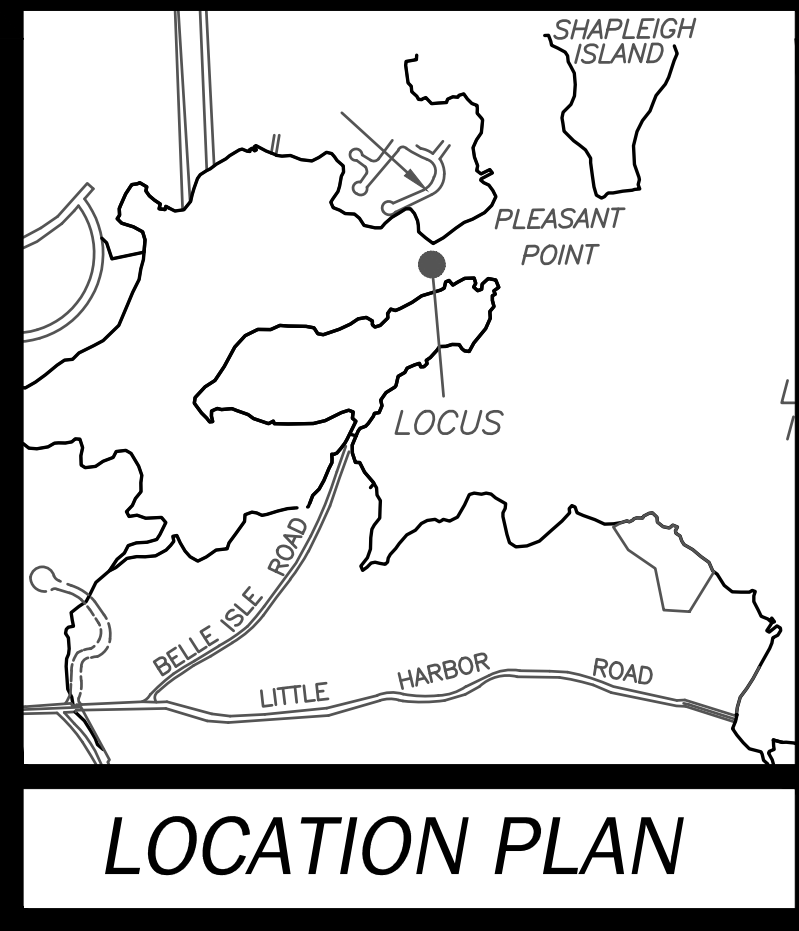 SHAPLEIGH
ISLAND
PLEASANT
POINT
LOCUS
BELLE ISLE ROAD
LITTLE HARBOR ROAD
LOCATION PLAN